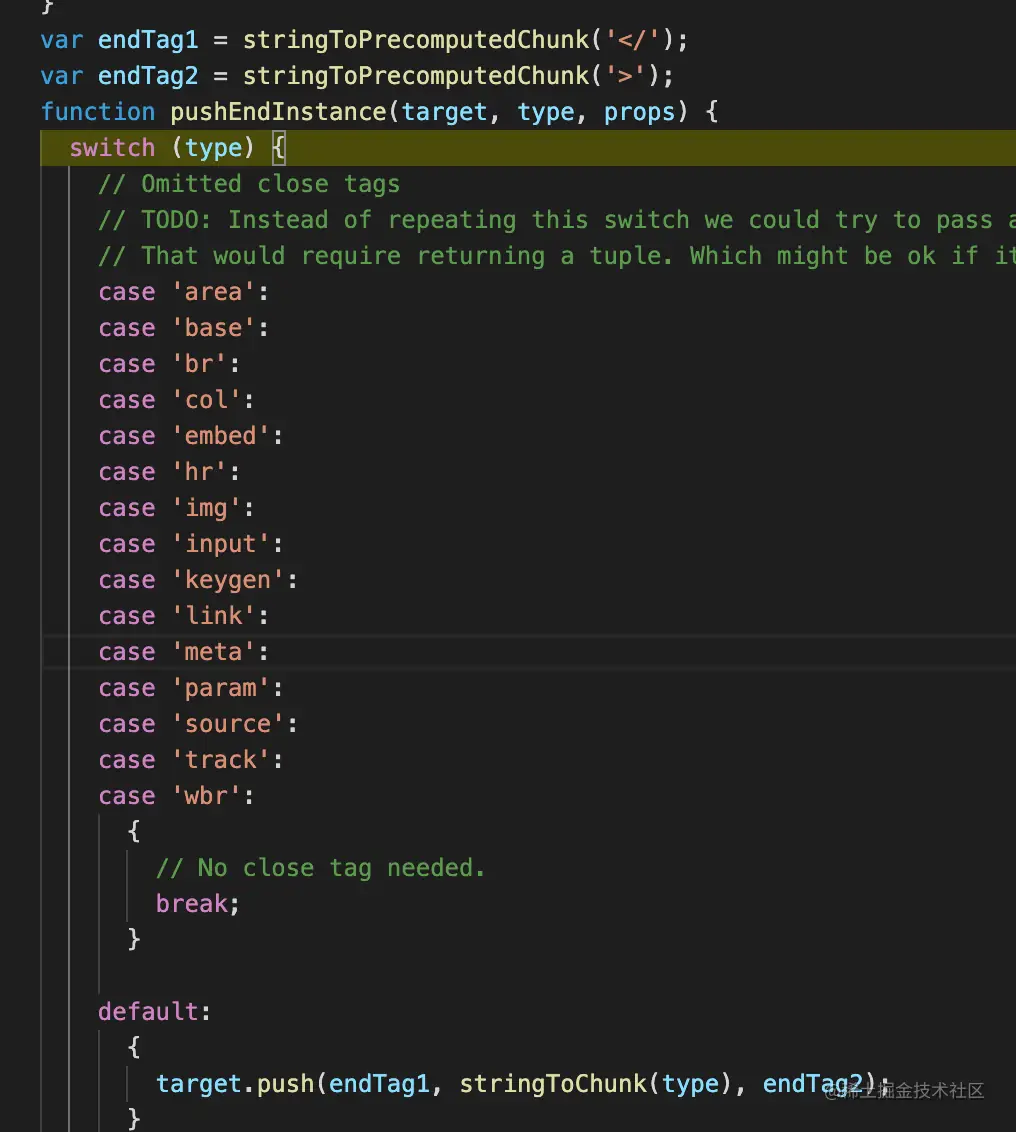 }
var endTag1 = stringToPrecomputedChunk('</');
var endTag2 = stringToPrecomputedChunk('>');
function pushEndInstance(target, type, props) {
  switch (type) {
    // Omitted close tags
    // TODO: Instead of repeating this switch we could try to pass a
    // That would require returning a tuple. Which might be ok if it
    case 'area':
    case 'base':
    case 'br':
    case 'col':
    case 'embed':
    case 'hr':
    case 'img':
    case 'input':
    case 'keygen':
    case 'link':
    case 'meta':
    case 'param':
    case 'source':
    case 'track':
    case 'wbr':
      {
        // No close tag needed.
        break;
      }
    default:
      {
        target.push(endTag1, stringToChunk(type), endTag2);
@稀土掘金技术社区
      }